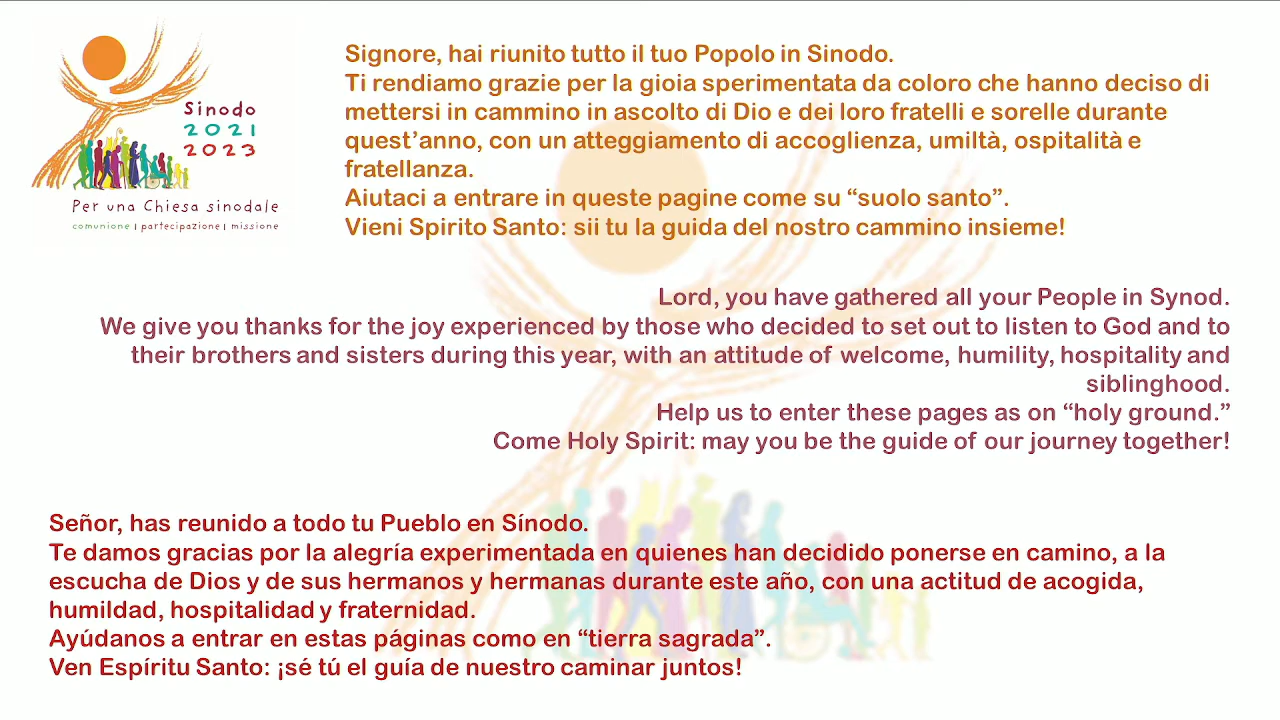 Sinodo
2021
2023
Per una Chiesa sinodale
comunione | partecipazione | missione
Signore, hai riunito tutto il tuo Popolo in Sinodo.
Ti rendiamo grazie per la gioia sperimentata da coloro che hanno deciso di
mettersi in cammino in ascolto di Dio e dei loro fratelli e sorelle durante
quest’anno, con un atteggiamento di accoglienza, umiltà, ospitalità e
fratellanza.
Aiutaci a entrare in queste pagine come su “suolo santo”.
Vieni Spirito Santo: sii tu la guida del nostro cammino insieme!
Lord, you have gathered all your People in Synod.
We give you thanks for the joy experienced by those who decided to set out to listen to God and to
their brothers and sisters during this year, with an attitude of welcome, humility, hospitality and
siblinghood.
Help us to enter these pages as on “holy ground.”
Come Holy Spirit: may you be the guide of our journey together!
Señor, has reunido a todo tu Pueblo en Sínodo.
Te damos gracias por la alegría experimentada en quienes han decidido ponerse en camino, a la
escucha de Dios y de sus hermanos y hermanas durante este año, con una actitud de acogida,
humildad, hospitalidad y fraternidad.
Ayúdanos a entrar en estas páginas como en “tierra sagrada”.
Ven Espíritu Santo: ¡sé tú el guía de nuestro caminar juntos!